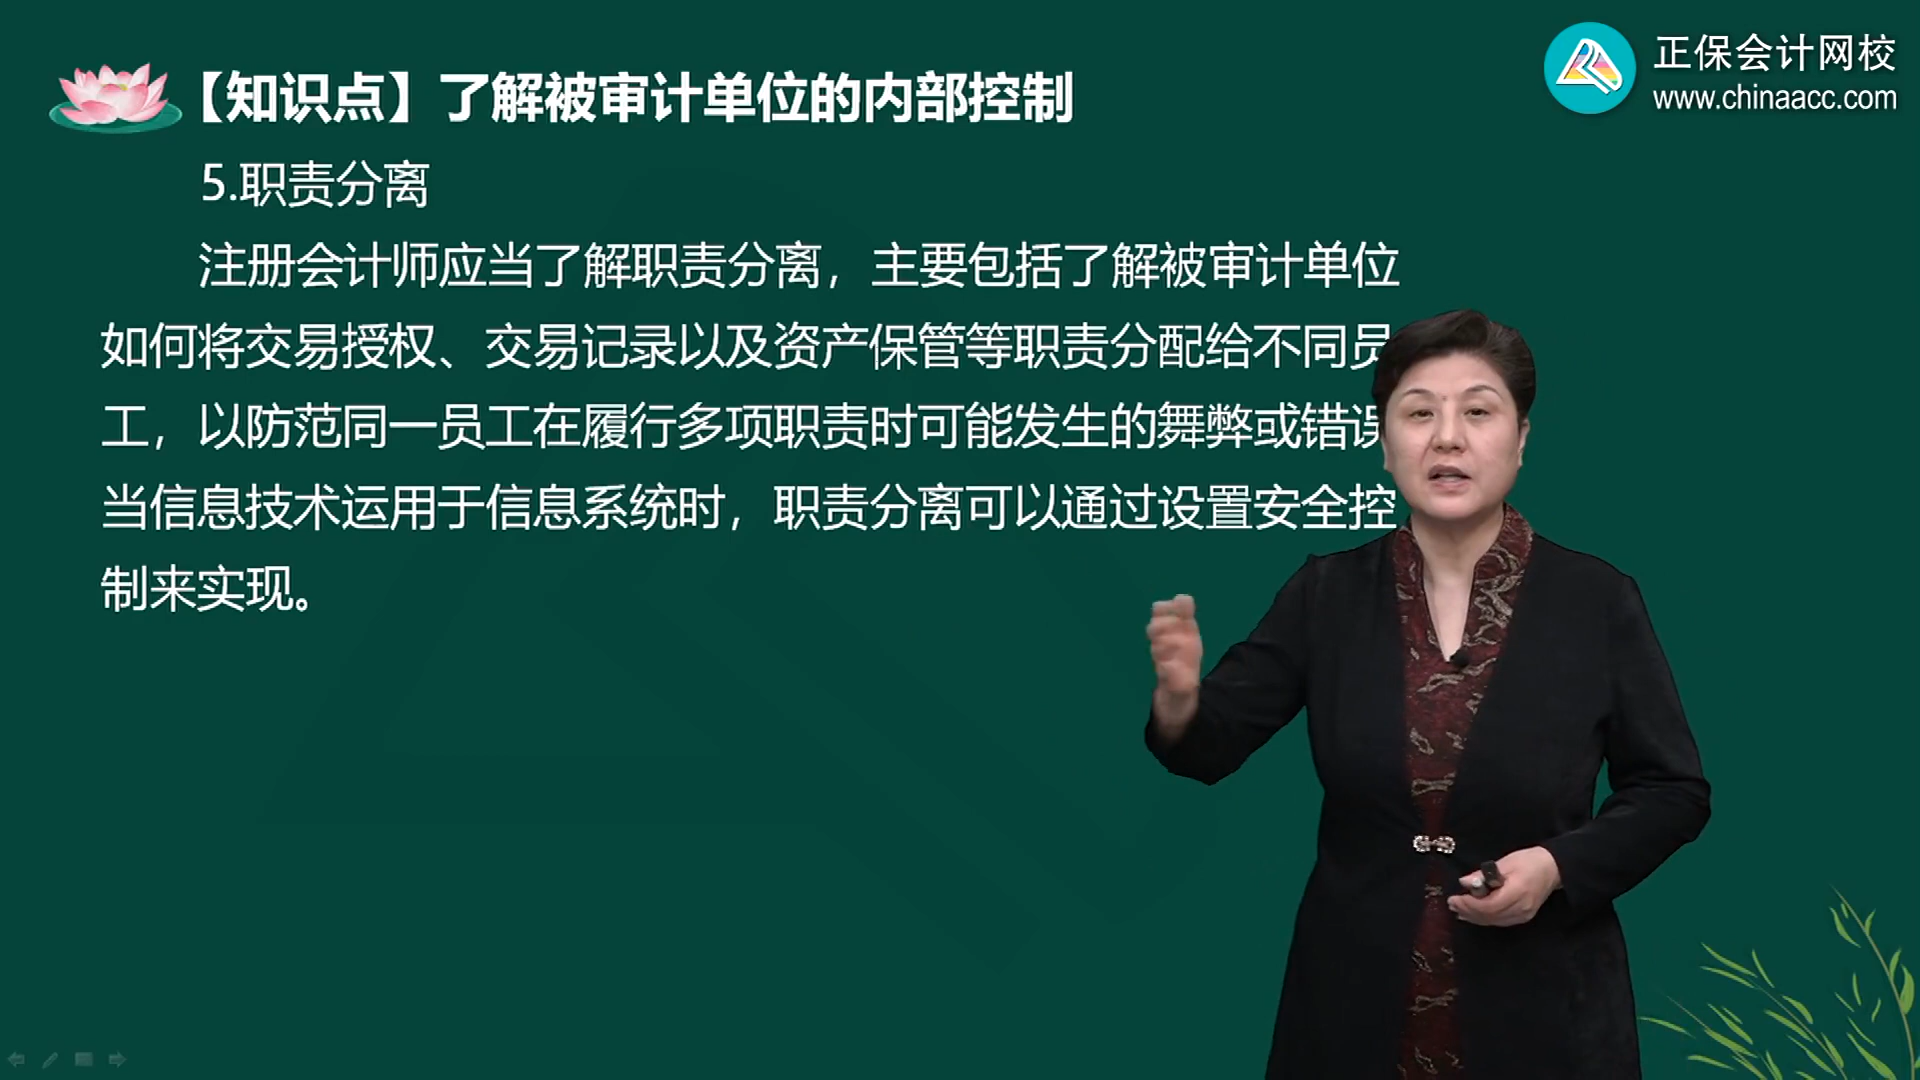 【知识点】了解被审计单位的内部控制
正保会计网校
www.chinaacc.com
5.职责分离
注册会计师应当了解职责分离，主要包括了解被审计单位
如何将交易授权、交易记录以及资产保管等职责分配给不同员
工，以防范同一员工在履行多项职责时可能发生的舞弊或错误
当信息技术运用于信息系统时，职责分离可以通过设置安全控
制来实现。